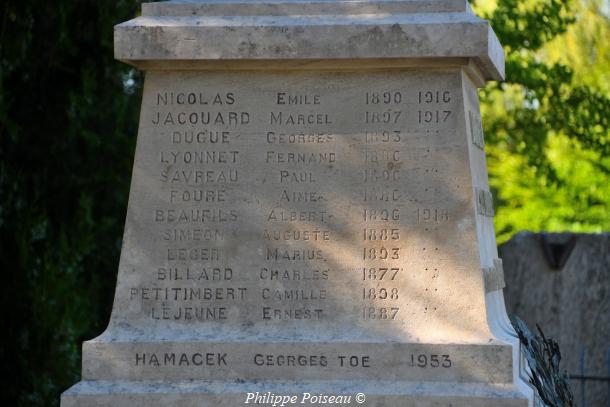 NICOLAS EMILE 1890 1916
JACQUARD MARCEL 1897 1917
DUGUE GEORGES 1893 "
LYONNET FERNAND "
SAVREAU PAUL "
FOURE AIME "
BEAUFILS ALBERT 1918
SIMEON AUGUSTE 1885 "
LEGER MARIUS 1893 "
BILLARD CHARLES 1877 "
PETITIMBERT CAMILLE 1898 "
LEJEUNE ERNEST 1887 "
HAMACEK GEORGES TOE 1953
Philippe Poiseau ©